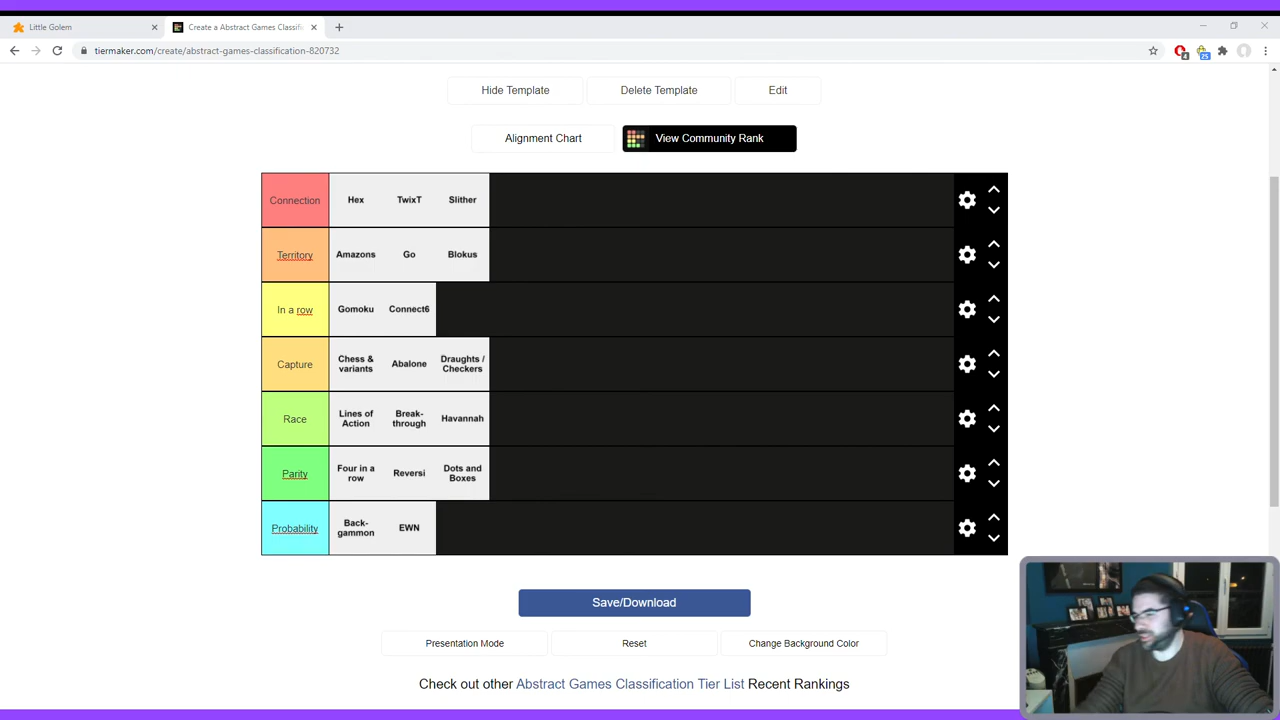 Little Golem
Create a Abstract Games Classifi
tiermaker.com/create/abstract-games-classification-820732
4
25
Hide Template
Delete Template
Edit
Alignment Chart
View Community Rank
Connection
Hex
TwixT
Slither
Territory
Amazons
Go
Blokus
In a row
Gomoku
Connect6
Capture
Chess &
variants
Abalone
Draughts /
Checkers
Race
Lines of
Action
Break-
through
Havannah
Parity
Four in a
row
Reversi
Dots and
Boxes
Probability
Back-
gammon
EWN
Save/Download
Presentation Mode
Reset
Change Background Color
Check out other Abstract Games Classification Tier List Recent Rankings